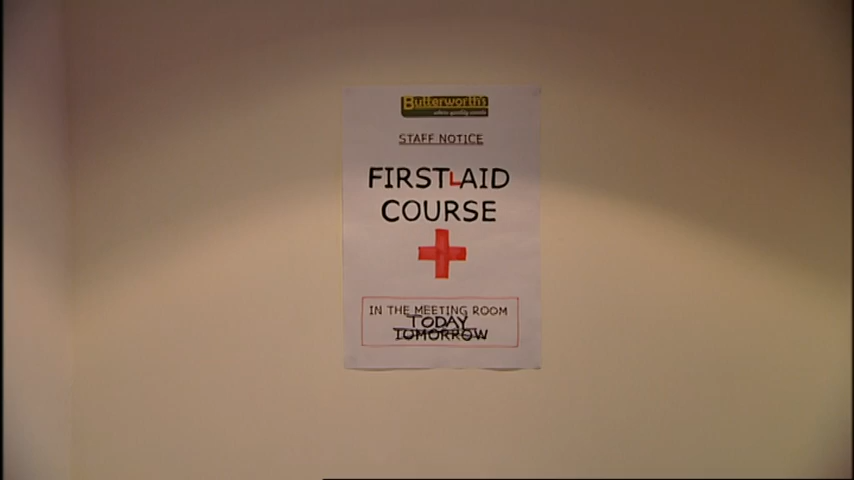 Butterworth's
STAFF NOTICE
FIRSTLAID
COURSE
IN THE MEETING ROOM
TODAY
TOMORROW